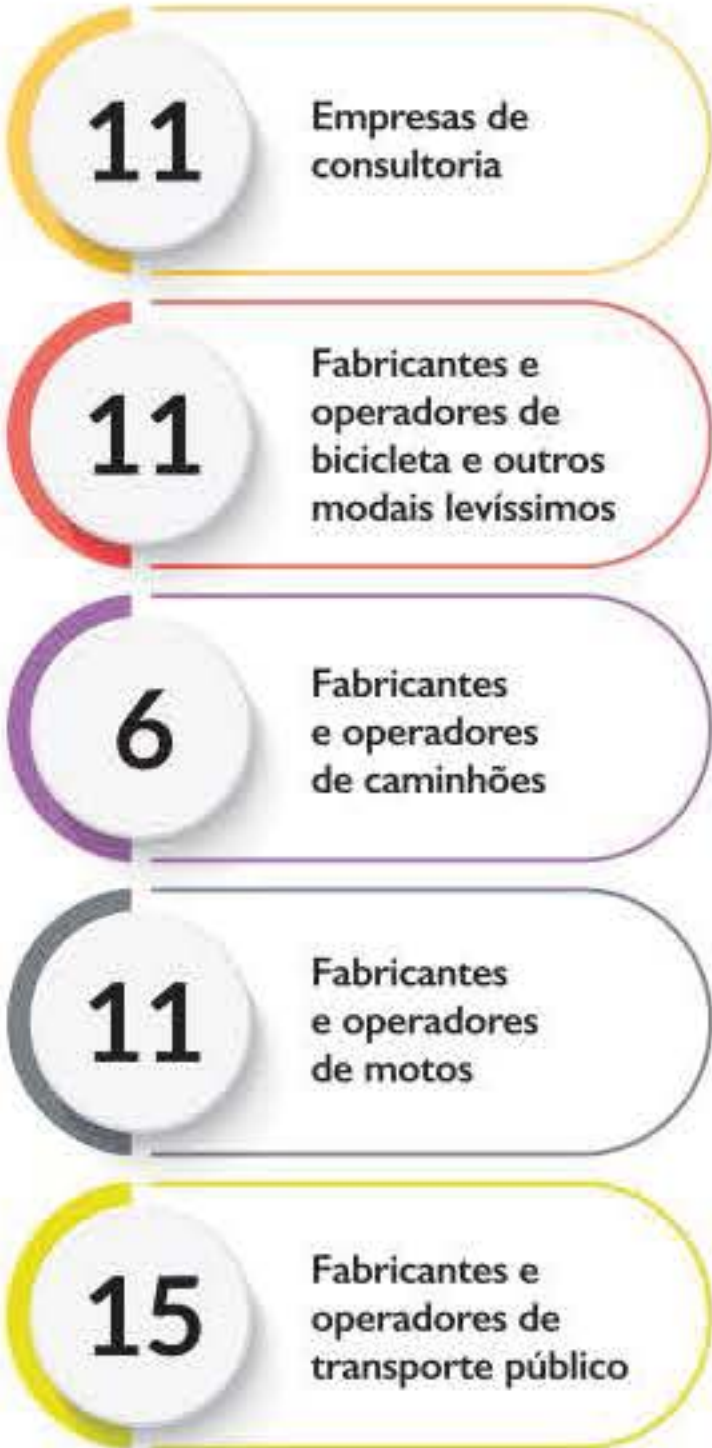 11
Empresas de
consultoria
11
Fabricantes e
operadores de
bicicleta e outros
modais levíssimos
6
Fabricantes
e operadores
de caminhões
11
Fabricantes
e operadores
de motos
15
Fabricantes e
operadores de
transporte público